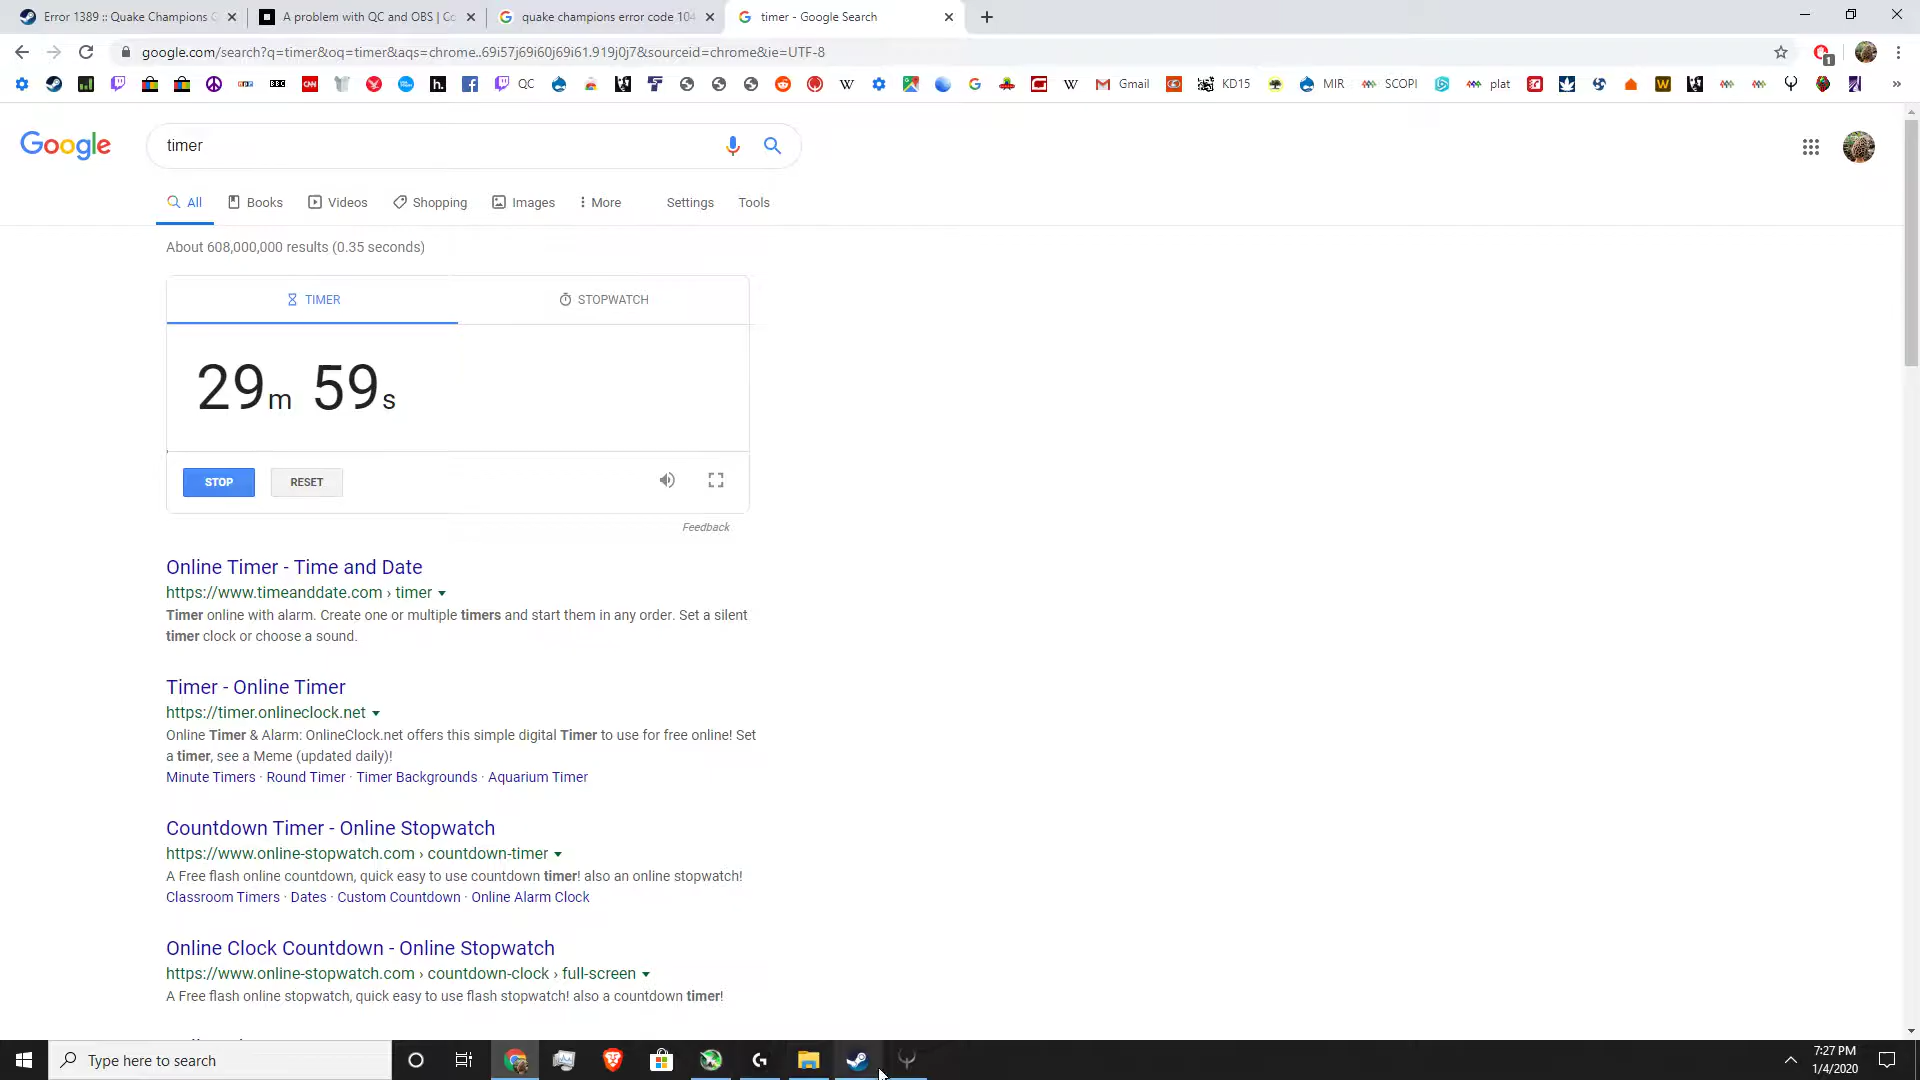 Error 1389 :: Quake Champions G
A problem with QC and OBS | Co
quake champions error code 104
timer - Google Search
google.com/search?q=timer&oq=timer&aqs=chrome..69i57j69i60j69i61.919j0j7&sourceid=chrome&ie=UTF-8
1
BBC CNN h. QC W W Gmail KD15 MIR SCOPI plat W »
Google
timer
All Books Videos Shopping Images More Settings Tools
About 608,000,000 results (0.35 seconds)
TIMER STOPWATCH
29m 59s
STOP RESET
Feedback
Online Timer - Time and Date
https://www.timeanddate.com › timer
Timer online with alarm. Create one or multiple timers and start them in any order. Set a silent
timer clock or choose a sound.
Timer - Online Timer
https://timer.onlineclock.net
Online Timer & Alarm: OnlineClock.net offers this simple digital Timer to use for free online! Set
a timer, see a Meme (updated daily)!
Minute Timers · Round Timer · Timer Backgrounds · Aquarium Timer
Countdown Timer - Online Stopwatch
https://www.online-stopwatch.com › countdown-timer
A Free flash online countdown, quick easy to use countdown timer! also an online stopwatch!
Classroom Timers · Dates · Custom Countdown · Online Alarm Clock
Online Clock Countdown - Online Stopwatch
https://www.online-stopwatch.com › countdown-clock › full-screen
A Free flash online stopwatch, quick easy to use flash stopwatch! also a countdown timer!
Type here to search
7:27 PM
1/4/2020